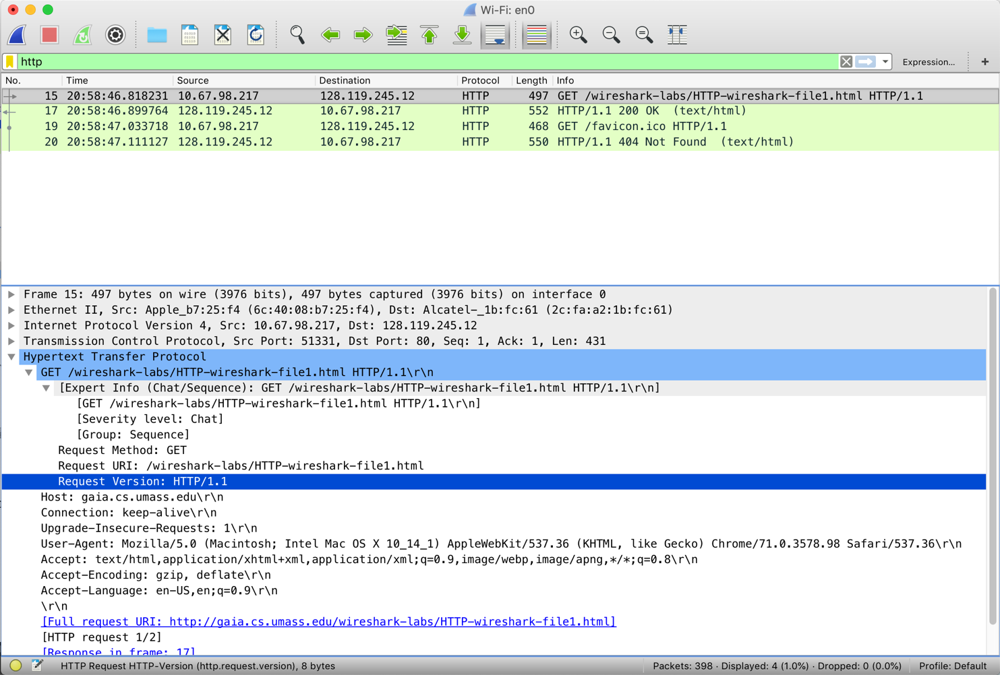 Wi-Fi: en0
http
Expression...
+
No. Time Source Destination Protocol Length Info
15 20:58:46.818231 10.67.98.217 128.119.245.12 HTTP 497 GET /wireshark-labs/HTTP-wireshark-file1.html HTTP/1.1
17 20:58:46.899764 128.119.245.12 10.67.98.217 HTTP 552 HTTP/1.1 200 OK (text/html)
19 20:58:47.033718 10.67.98.217 128.119.245.12 HTTP 468 GET /favicon.ico HTTP/1.1
20 20:58:47.111127 128.119.245.12 10.67.98.217 HTTP 550 HTTP/1.1 404 Not Found (text/html)
Frame 15: 497 bytes on wire (3976 bits), 497 bytes captured (3976 bits) on interface 0
Ethernet II, Src: Apple_b7:25:f4 (6c:40:08:b7:25:f4), Dst: Alcatel-_1b:fc:61 (2c:fa:a2:1b:fc:61)
Internet Protocol Version 4, Src: 10.67.98.217, Dst: 128.119.245.12
Transmission Control Protocol, Src Port: 51331, Dst Port: 80, Seq: 1, Ack: 1, Len: 431
Hypertext Transfer Protocol
GET /wireshark-labs/HTTP-wireshark-file1.html HTTP/1.1\r\n
[Expert Info (Chat/Sequence): GET /wireshark-labs/HTTP-wireshark-file1.html HTTP/1.1\r\n]
[GET /wireshark-labs/HTTP-wireshark-file1.html HTTP/1.1\r\n]
[Severity level: Chat]
[Group: Sequence]
Request Method: GET
Request URI: /wireshark-labs/HTTP-wireshark-file1.html
Request Version: HTTP/1.1
Host: gaia.cs.umass.edu\r\n
Connection: keep-alive\r\n
Upgrade-Insecure-Requests: 1\r\n
User-Agent: Mozilla/5.0 (Macintosh; Intel Mac OS X 10_14_1) AppleWebKit/537.36 (KHTML, like Gecko) Chrome/71.0.3578.98 Safari/537.36\r\n
Accept: text/html,application/xhtml+xml,application/xml;q=0.9,image/webp,image/apng,*/*;q=0.8\r\n
Accept-Encoding: gzip, deflate\r\n
Accept-Language: en-US,en;q=0.9\r\n
\r\n
[Full request URI: http://gaia.cs.umass.edu/wireshark-labs/HTTP-wireshark-file1.html]
[HTTP request 1/2]
[Response in frame: 17]
HTTP Request HTTP-Version (http.request.version), 8 bytes
Packets: 398 · Displayed: 4 (1.0%) · Dropped: 0 (0.0%)
Profile: Default